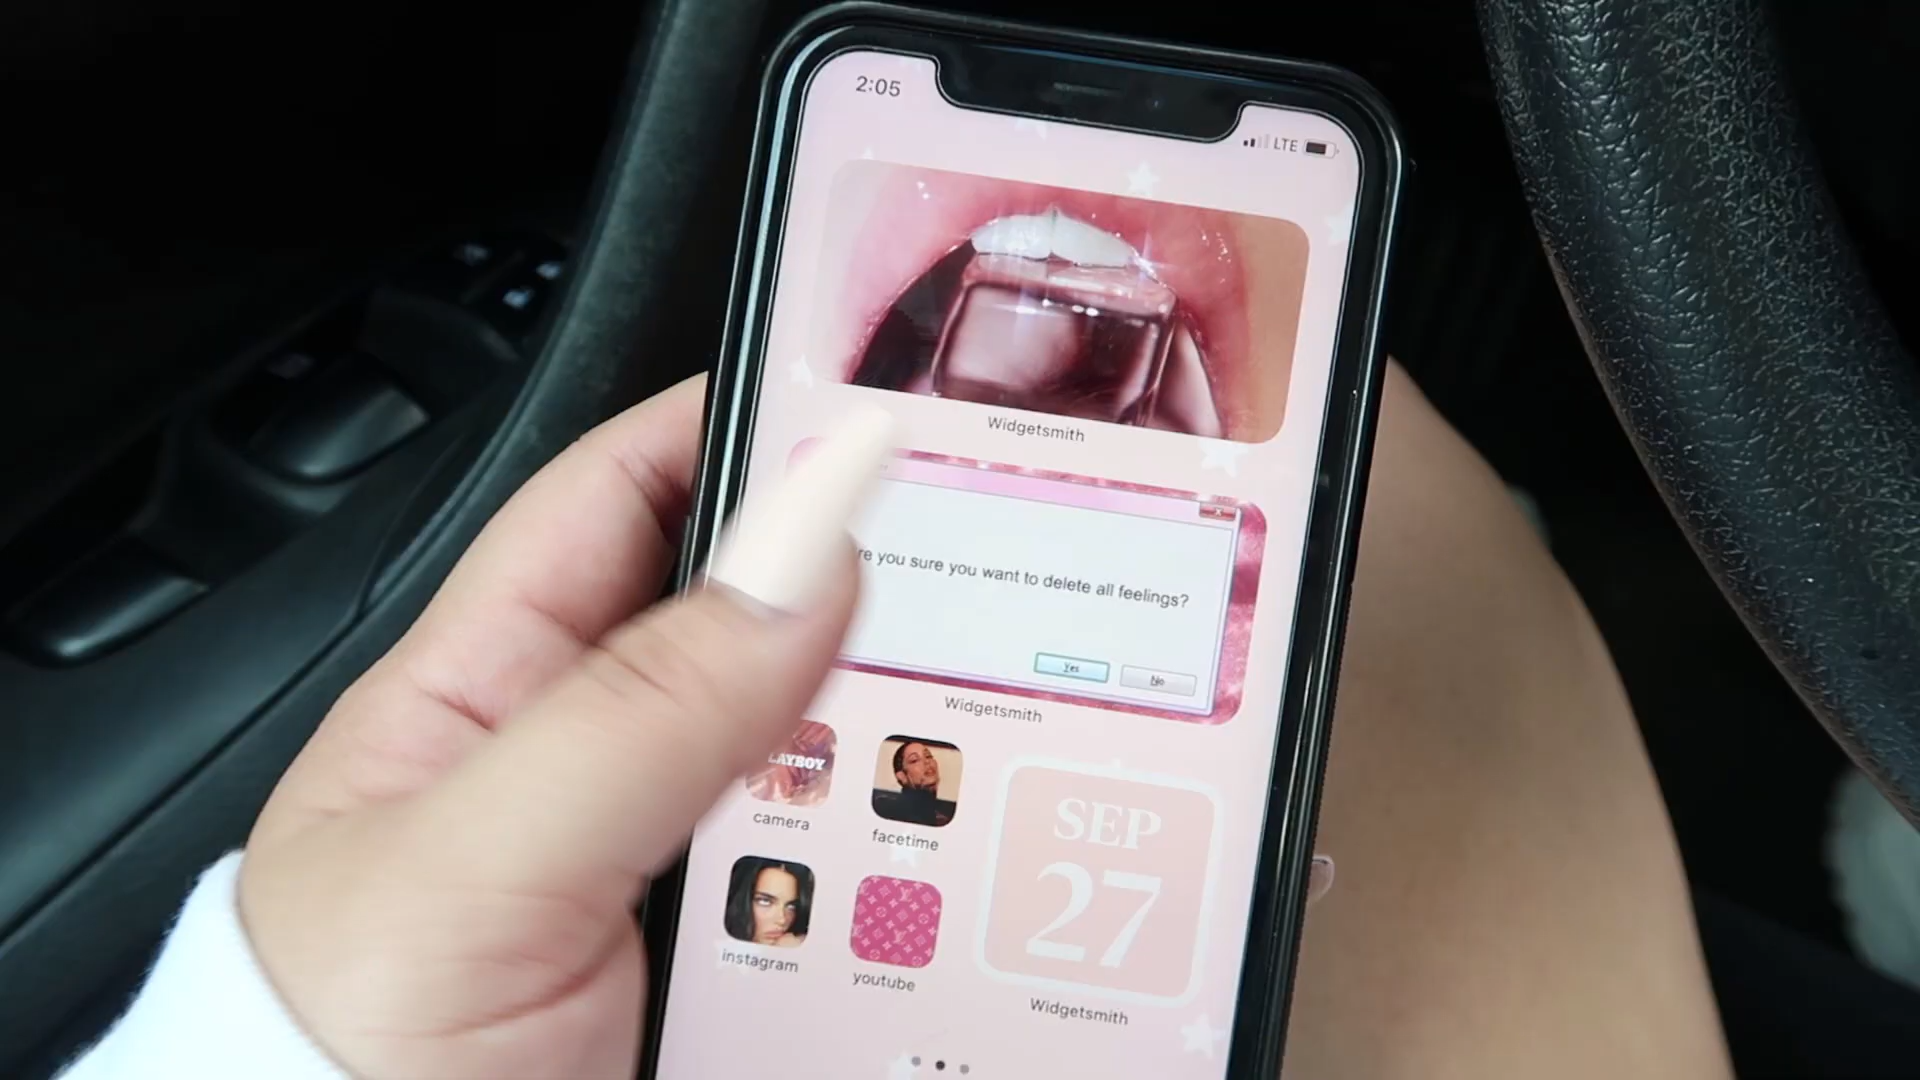 2:05
LTE
Widgetsmith
re you sure you want to delete all feelings?
Yes
No
Widgetsmith
LAYBOY
camera
facetime
SEP
27
instagram
youtube
Widgetsmith